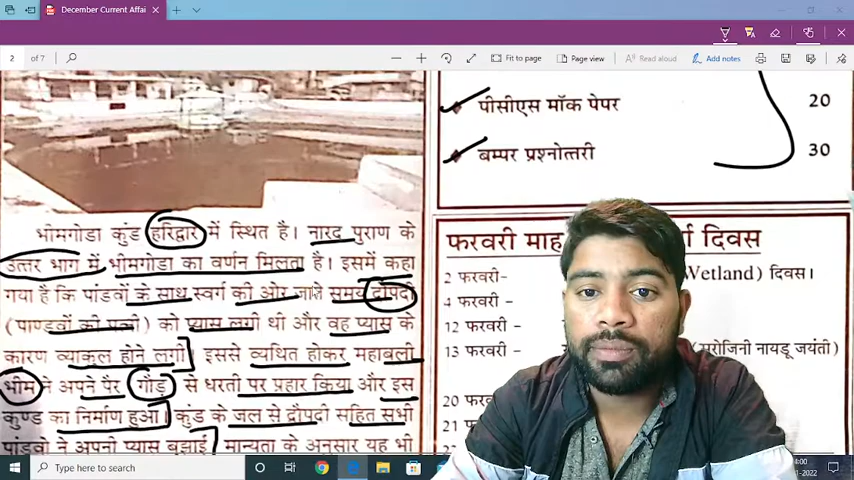 December Current Affai
2 of 7
Fit to page
Page view
Read aloud
Add notes
भीमगोडा कुंड हरिद्वार में स्थित है। नारद पुराण के
उत्तर भाग में भीमगोडा का वर्णन मिलता है। इसमें कहा
गया है कि पांडवों के साथ स्वर्ग की ओर जाते समय द्रौपदी
(पाण्डवों की पत्नी) को प्यास लगी थी और वह प्यास के
कारण व्याकुल होने लगी। इससे व्यथित होकर महाबली
भीम ने अपने पैर (गौड़) से धरती पर प्रहार किया और इस
कुण्ड का निर्माण हुआ। कुंड के जल से द्रौपदी सहित सभी
पांडवों ने अपनी प्यास बुझाई। मान्यता के अनुसार यह भी
पीसीएस मॉक पेपर 20
बम्पर प्रश्नोत्तरी 30
फरवरी माह दिवस
2 फरवरी- (Wetland) दिवस।
4 फरवरी -
12 फरवरी -
13 फरवरी - (सरोजिनी नायडू जयंती)
20
21
Type here to search